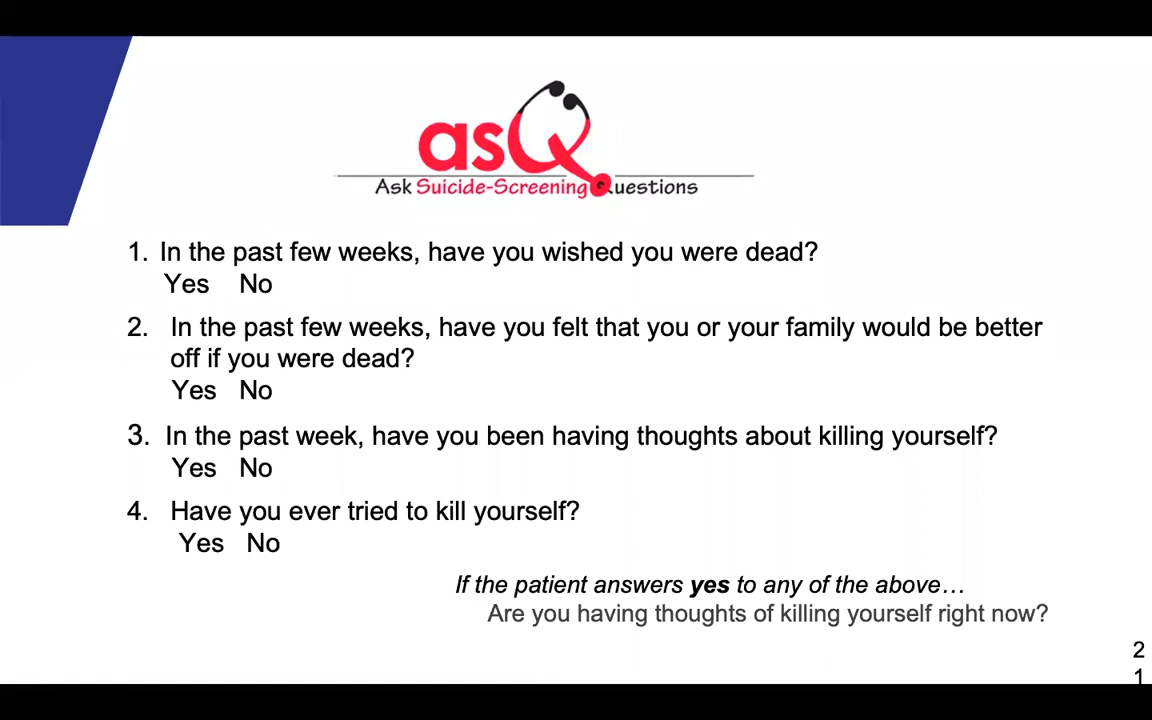 asQ
Ask Suicide-Screening Questions
1. In the past few weeks, have you wished you were dead?
Yes No
2. In the past few weeks, have you felt that you or your family would be better
off if you were dead?
Yes No
3. In the past week, have you been having thoughts about killing yourself?
Yes No
4. Have you ever tried to kill yourself?
Yes No
If the patient answers yes to any of the above…
Are you having thoughts of killing yourself right now?
2
1